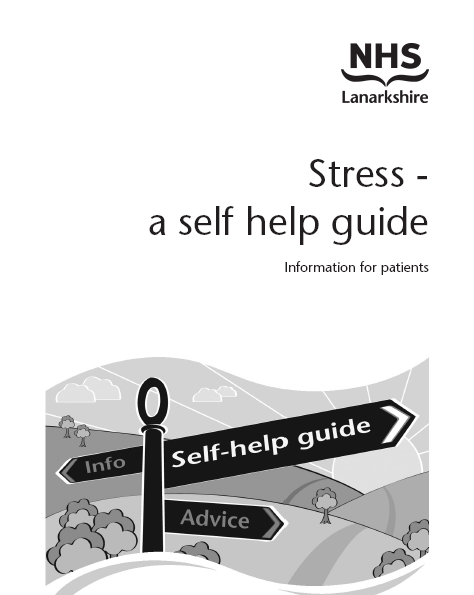 NHS
Lanarkshire
Stress -
a self help guide
Information for patients
Self-help guide
Info
Advice